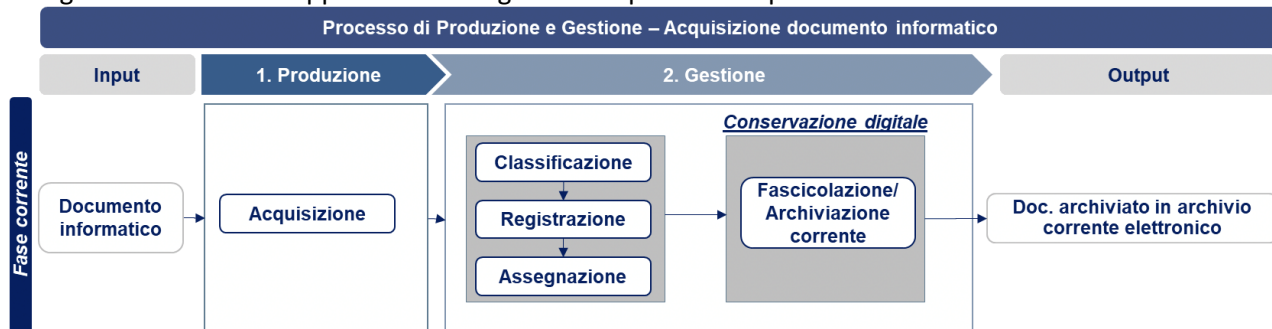 Processo di Produzione e Gestione – Acquisizione documento informatico
Input
1. Produzione
2. Gestione
Output
Fase corrente
Documento
informatico
Acquisizione
Classificazione
Registrazione
Assegnazione
Conservazione digitale
Fascicolazione/
Archiviazione
corrente
Doc. archiviato in archivio
corrente elettronico